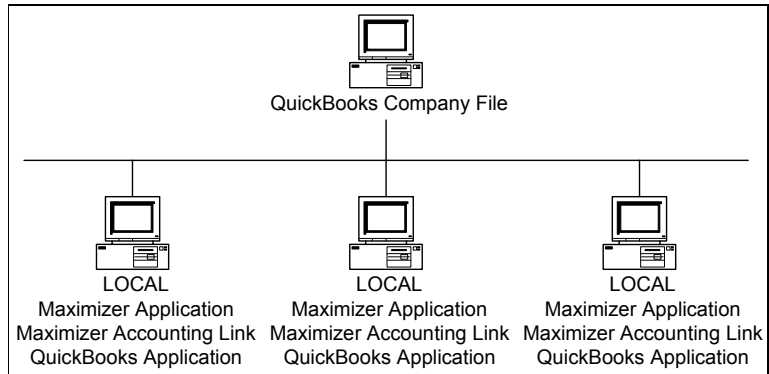 QuickBooks Company File
LOCAL
Maximizer Application
Maximizer Accounting Link
QuickBooks Application
LOCAL
Maximizer Application
Maximizer Accounting Link
QuickBooks Application
LOCAL
Maximizer Application
Maximizer Accounting Link
QuickBooks Application